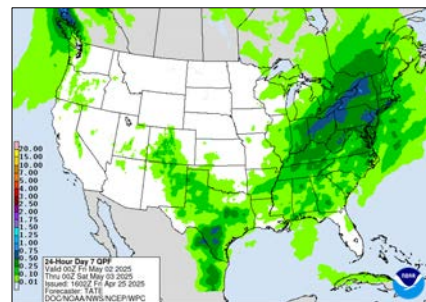 20.00
15.00
10.00
7.00
5.00
4.00
3.00
2.50
2.00
1.75
1.50
1.25
1.00
0.75
0.50
0.25
0.10
0.01
24-Hour Day 7 QPF
Valid 00Z Fri May 02 2025
Thru 00Z Sat May 03 2025
Issued: 1602Z Fri Apr 25 2025
Forecaster: TATE
DOC/NOAA/NWS/NCEP/WPC
noaa